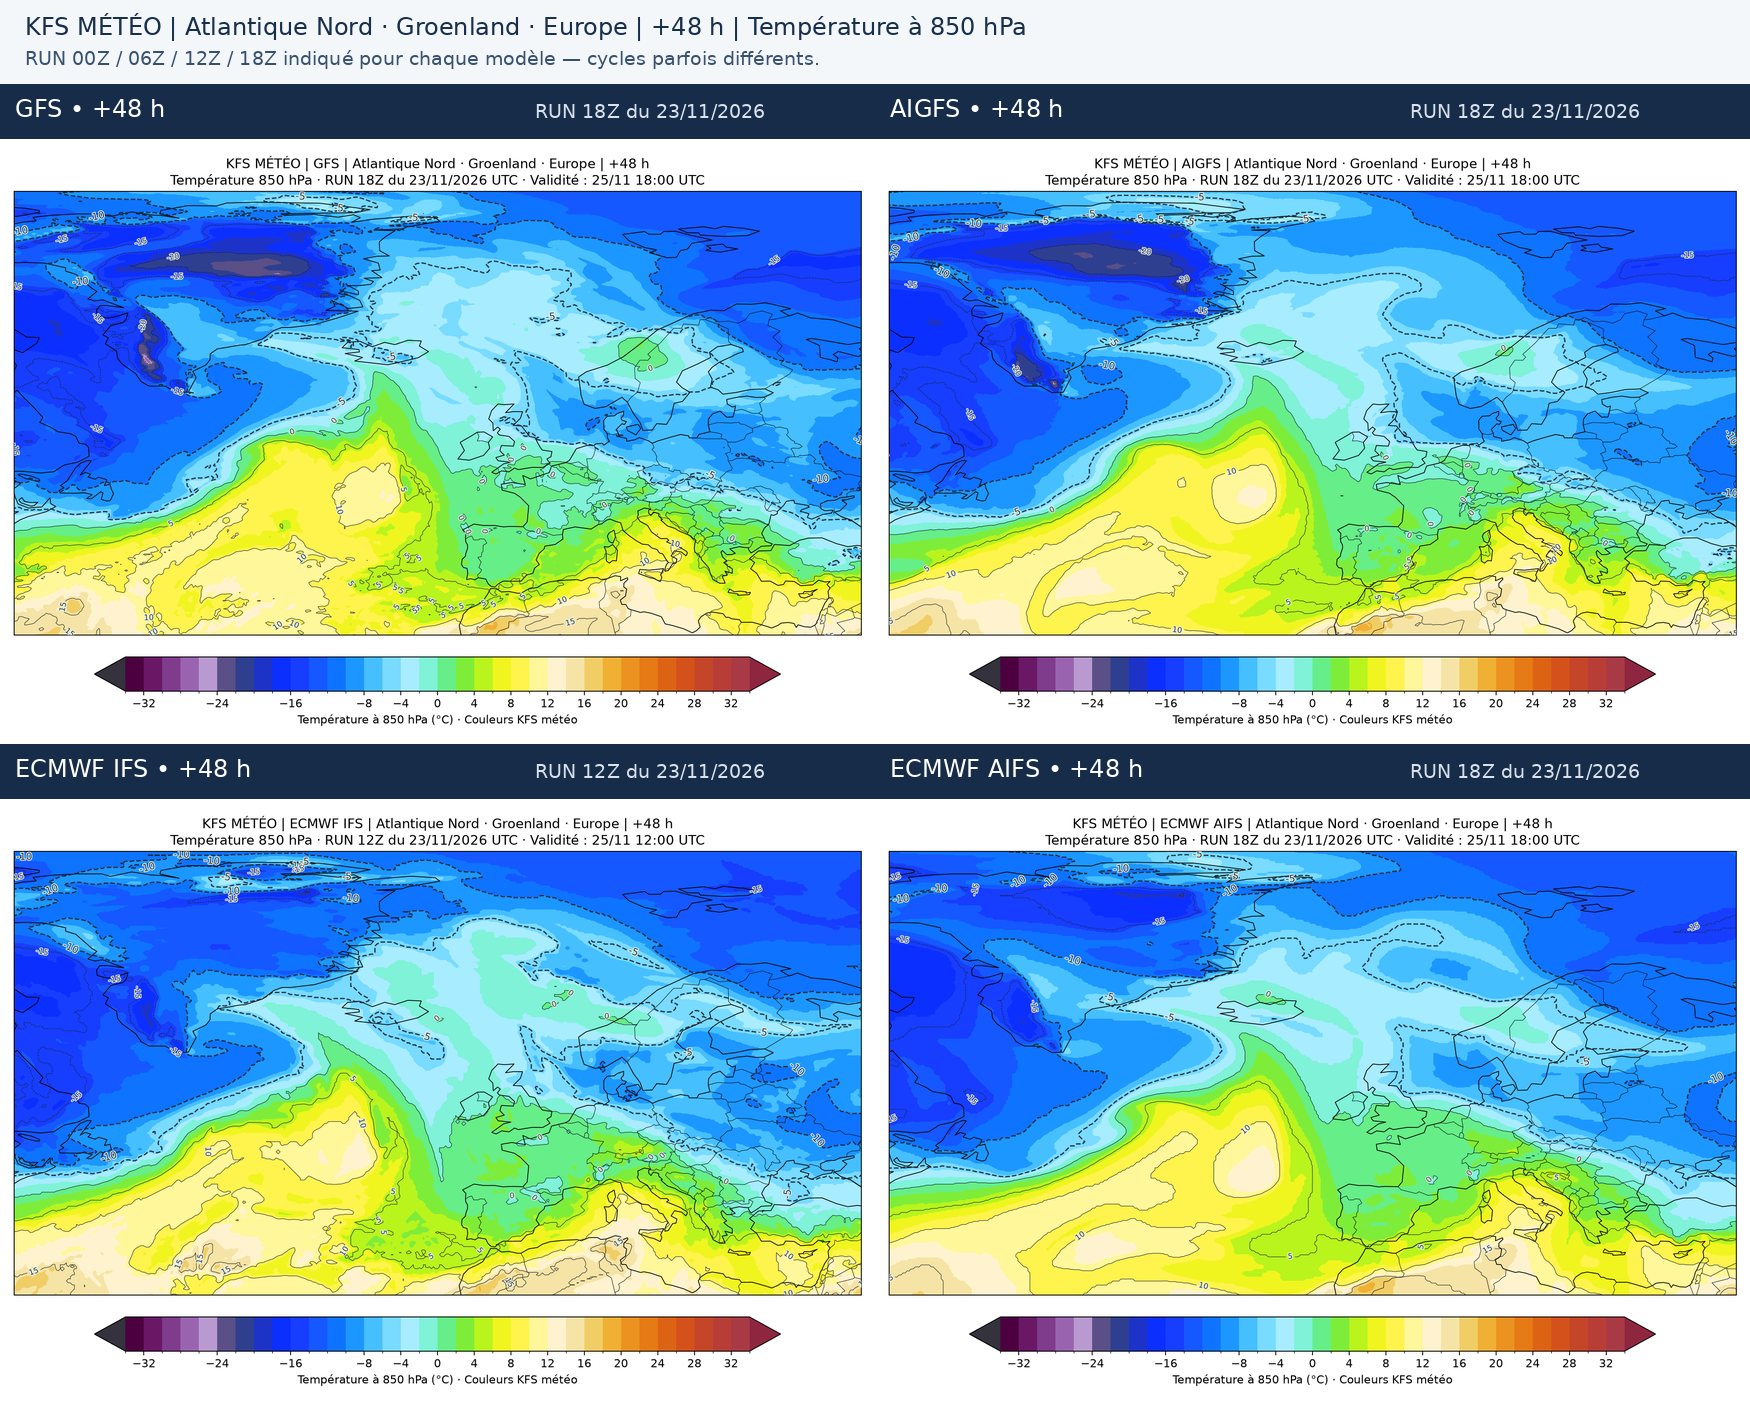 KFS MÉTÉO | Atlantique Nord · Groenland · Europe | +48 h | Température à 850 hPa
RUN 00Z / 06Z / 12Z / 18Z indiqué pour chaque modèle — cycles parfois différents.
GFS • +48 h
RUN 18Z du 23/11/2026
AIGFS • +48 h
RUN 18Z du 23/11/2026
KFS MÉTÉO | GFS | Atlantique Nord · Groenland · Europe | +48 h
Température 850 hPa · RUN 18Z du 23/11/2026 UTC · Validité : 25/11 18:00 UTC
KFS MÉTÉO | AIGFS | Atlantique Nord · Groenland · Europe | +48 h
Température 850 hPa · RUN 18Z du 23/11/2026 UTC · Validité : 25/11 18:00 UTC
−32 −24 −16 −8 −4 0 4 8 12 16 20 24 28 32
Température à 850 hPa (°C) · Couleurs KFS météo
−32 −24 −16 −8 −4 0 4 8 12 16 20 24 28 32
Température à 850 hPa (°C) · Couleurs KFS météo
ECMWF IFS • +48 h
RUN 12Z du 23/11/2026
ECMWF AIFS • +48 h
RUN 18Z du 23/11/2026
KFS MÉTÉO | ECMWF IFS | Atlantique Nord · Groenland · Europe | +48 h
Température 850 hPa · RUN 12Z du 23/11/2026 UTC · Validité : 25/11 12:00 UTC
KFS MÉTÉO | ECMWF AIFS | Atlantique Nord · Groenland · Europe | +48 h
Température 850 hPa · RUN 18Z du 23/11/2026 UTC · Validité : 25/11 18:00 UTC
−32 −24 −16 −8 −4 0 4 8 12 16 20 24 28 32
Température à 850 hPa (°C) · Couleurs KFS météo
−32 −24 −16 −8 −4 0 4 8 12 16 20 24 28 32
Température à 850 hPa (°C) · Couleurs KFS météo